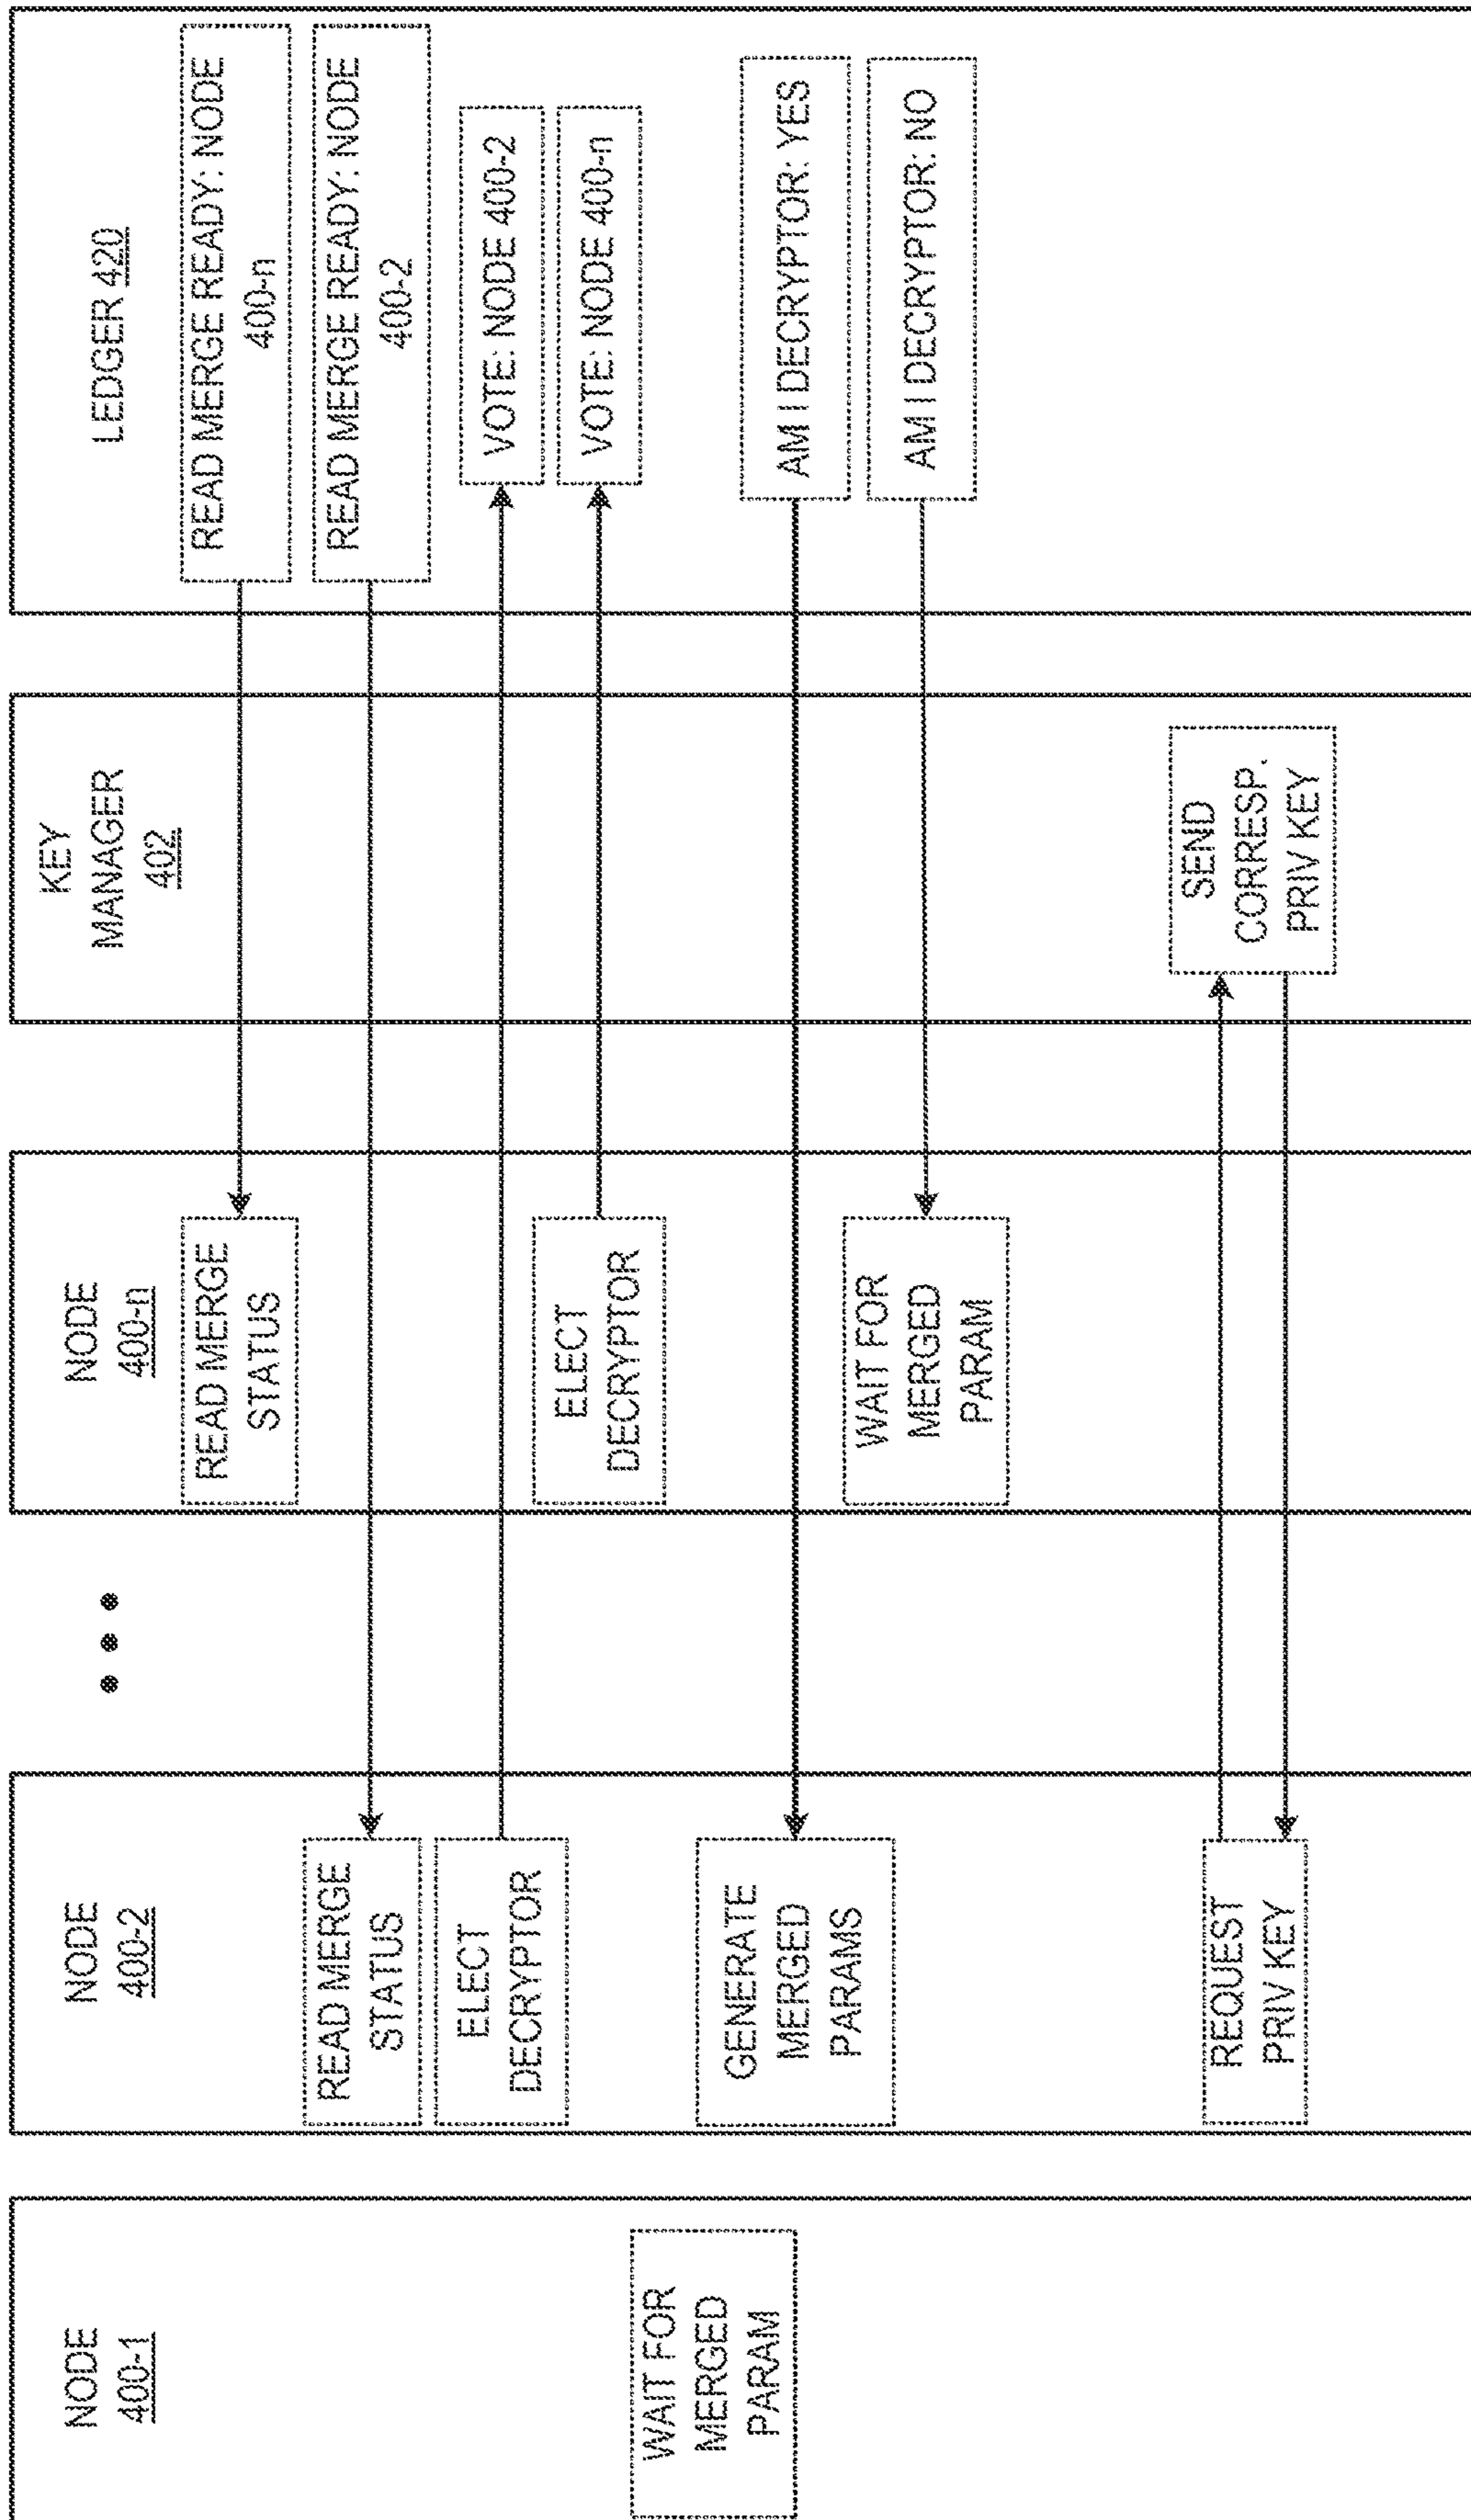 NODE
400-1
WAIT FOR
MERGED
PARAM
NODE
400-2
READ MERGE
STATUS
ELECT
DECRYPTOR
GENERATE
MERGED
PARAMS
REQUEST
PRIV KEY
NODE
400-n
READ MERGE
STATUS
ELECT
DECRYPTOR
WAIT FOR
MERGED
PARAM
KEY
MANAGER
402
SEND
CORRESP.
PRIV KEY
LEDGER 420
READ MERGE READY: NODE
400-n
READ MERGE READY: NODE
400-2
VOTE: NODE 400-2
VOTE: NODE 400-n
AM I DECRYPTOR: YES
AM I DECRYPTOR: NO